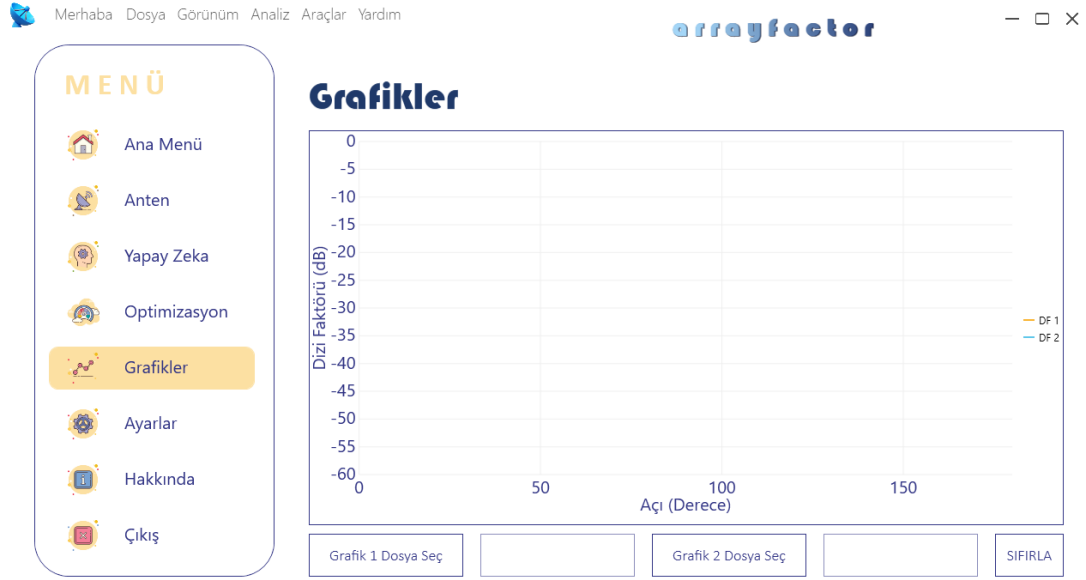 Merhaba Dosya Görünüm Analiz Araçlar Yardım
arrayfactor
MENÜ
Ana Menü
Anten
Yapay Zeka
Optimizasyon
Grafikler
Ayarlar
Hakkında
Çıkış
Grafikler
Dizi Faktörü (dB)
0
-5
-10
-15
-20
-25
-30
-35
-40
-45
-50
-55
-60
0 50 100 150
Açı (Derece)
DF 1
DF 2
Grafik 1 Dosya Seç
Grafik 2 Dosya Seç
SIFIRLA